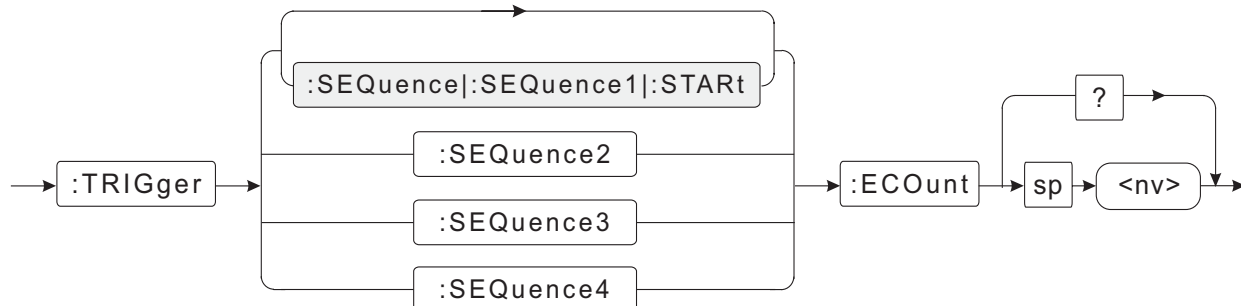 :SEQuence|:SEQuence1|:STARt
?
:SEQuence2
:TRIGger
:ECOunt
sp
<nv>
:SEQuence3
:SEQuence4